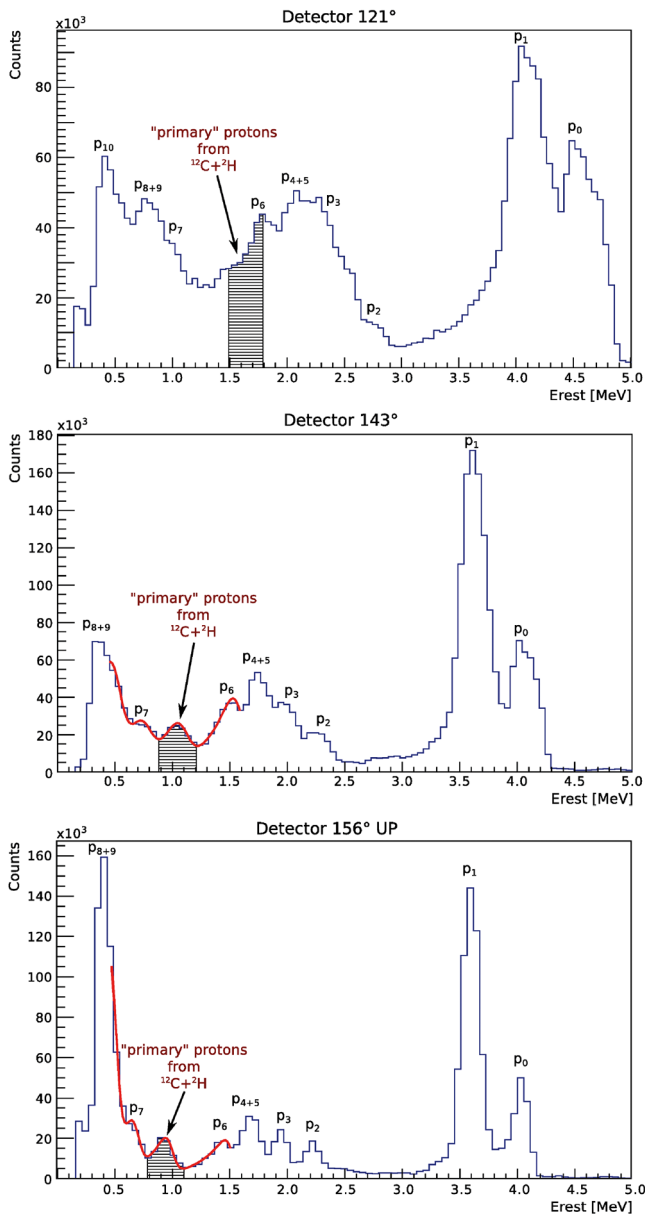 Detector 121°
×10³
Counts
80
60
40
20
0
p₁
p₀
p₁₀
p₈₊₉
p₇
"primary" protons
from
¹²C+²H
p₆
p₄₊₅
p₃
p₂
0.5 1.0 1.5 2.0 2.5 3.0 3.5 4.0 4.5 5.0
Erest [MeV]
Detector 143°
×10³
Counts
180
160
140
120
100
80
60
40
20
0
p₁
"primary" protons
from
¹²C+²H
p₈₊₉
p₇
p₆
p₄₊₅
p₃
p₂
p₀
0.5 1.0 1.5 2.0 2.5 3.0 3.5 4.0 4.5 5.0
Erest [MeV]
Detector 156° UP
×10³
Counts
160
140
120
100
80
60
40
20
0
p₈₊₉
p₁
"primary" protons
from
¹²C+²H
p₇
p₆
p₄₊₅
p₃
p₂
p₀
0.5 1.0 1.5 2.0 2.5 3.0 3.5 4.0 4.5 5.0
Erest [MeV]